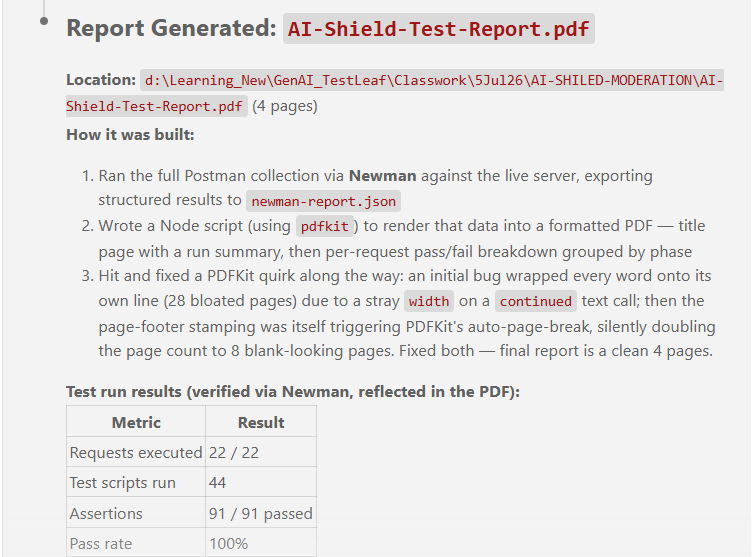 Report Generated: AI-Shield-Test-Report.pdf
Location: d:\Learning_New\GenAI_TestLeaf\Classwork\5Jul26\AI-SHILED-MODERATION\AI-
Shield-Test-Report.pdf (4 pages)
How it was built:
1. Ran the full Postman collection via Newman against the live server, exporting
structured results to newman-report.json
2. Wrote a Node script (using pdfkit) to render that data into a formatted PDF — title
page with a run summary, then per-request pass/fail breakdown grouped by phase
3. Hit and fixed a PDFKit quirk along the way: an initial bug wrapped every word onto its
own line (28 bloated pages) due to a stray width on a continued text call; then the
page-footer stamping was itself triggering PDFKit's auto-page-break, silently doubling
the page count to 8 blank-looking pages. Fixed both — final report is a clean 4 pages.
Test run results (verified via Newman, reflected in the PDF):
Metric Result
Requests executed 22 / 22
Test scripts run 44
Assertions 91 / 91 passed
Pass rate 100%